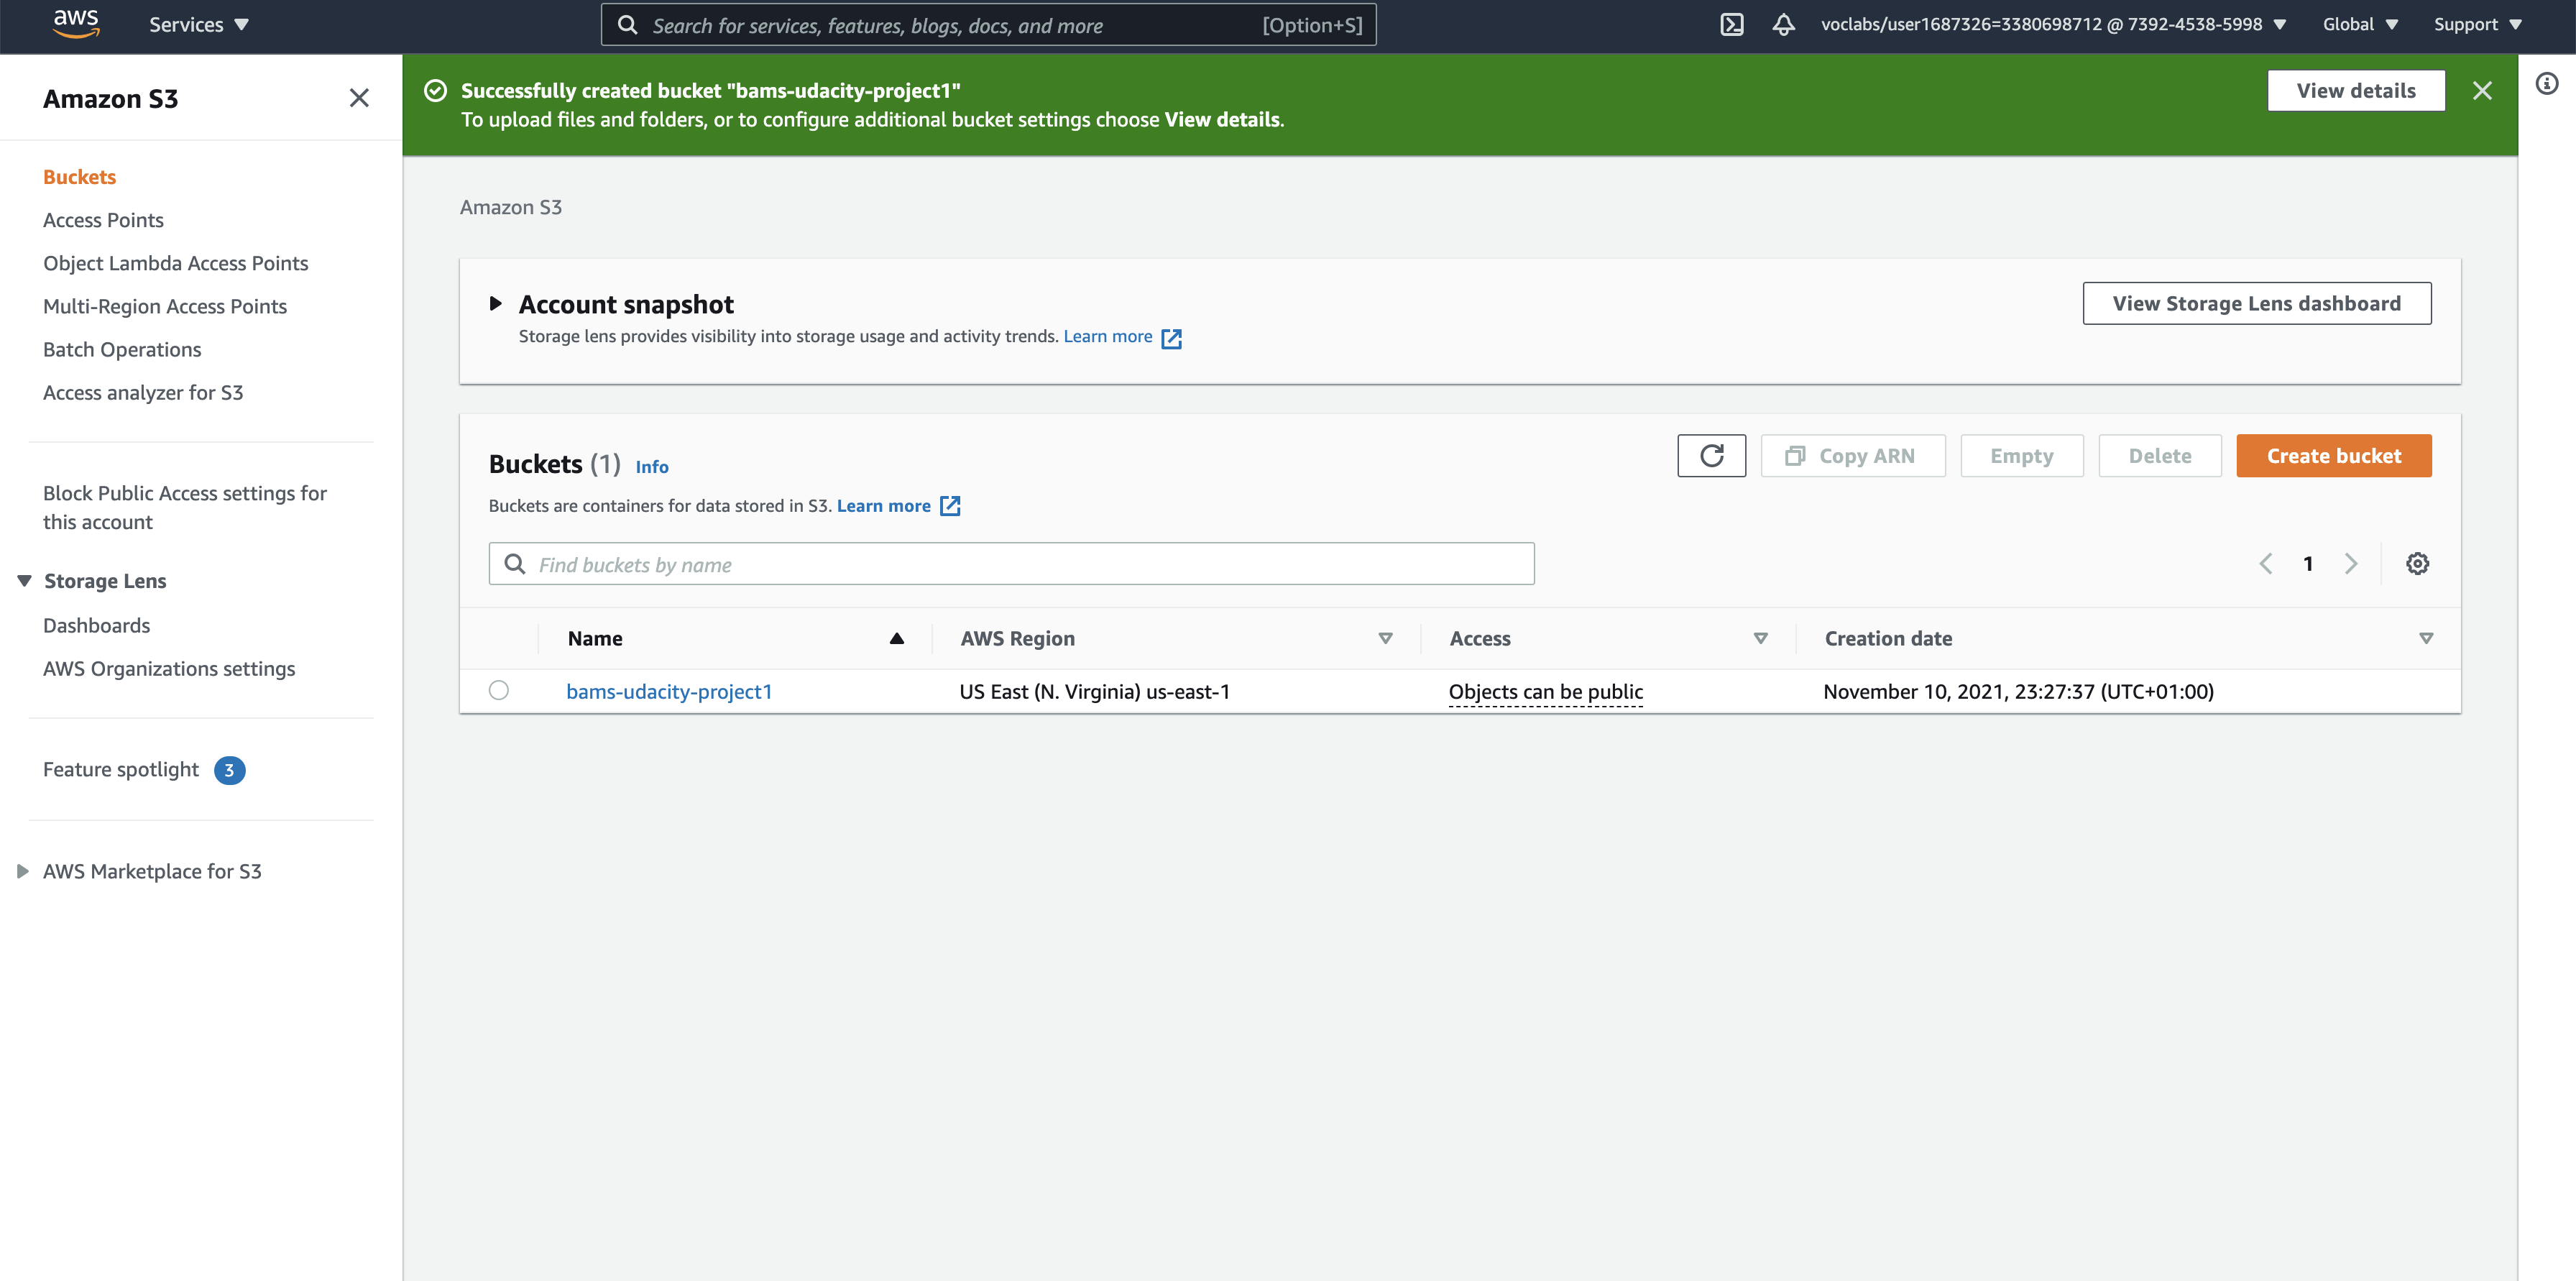 aws
Services
Search for services, features, blogs, docs, and more
[Option+S]
voclabs/user1687326=3380698712 @ 7392-4538-5998
Global
Support
Amazon S3
Buckets
Access Points
Object Lambda Access Points
Multi-Region Access Points
Batch Operations
Access analyzer for S3
Block Public Access settings for
this account
Storage Lens
Dashboards
AWS Organizations settings
Feature spotlight 3
AWS Marketplace for S3
Successfully created bucket "bams-udacity-project1"
To upload files and folders, or to configure additional bucket settings choose View details.
View details
Amazon S3
Account snapshot
Storage lens provides visibility into storage usage and activity trends. Learn more
View Storage Lens dashboard
Buckets (1) Info
Buckets are containers for data stored in S3. Learn more
Copy ARN
Empty
Delete
Create bucket
Find buckets by name
1
Name
AWS Region
Access
Creation date
bams-udacity-project1
US East (N. Virginia) us-east-1
Objects can be public
November 10, 2021, 23:27:37 (UTC+01:00)